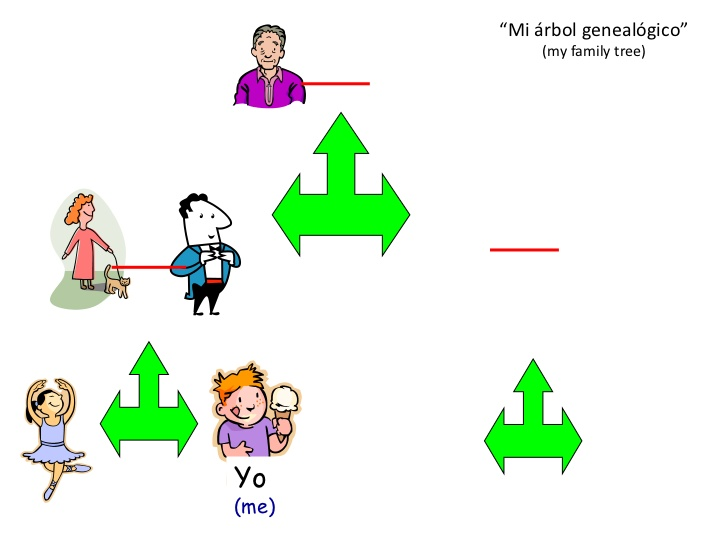 “Mi árbol genealógico”
(my family tree)
Yo
(me)